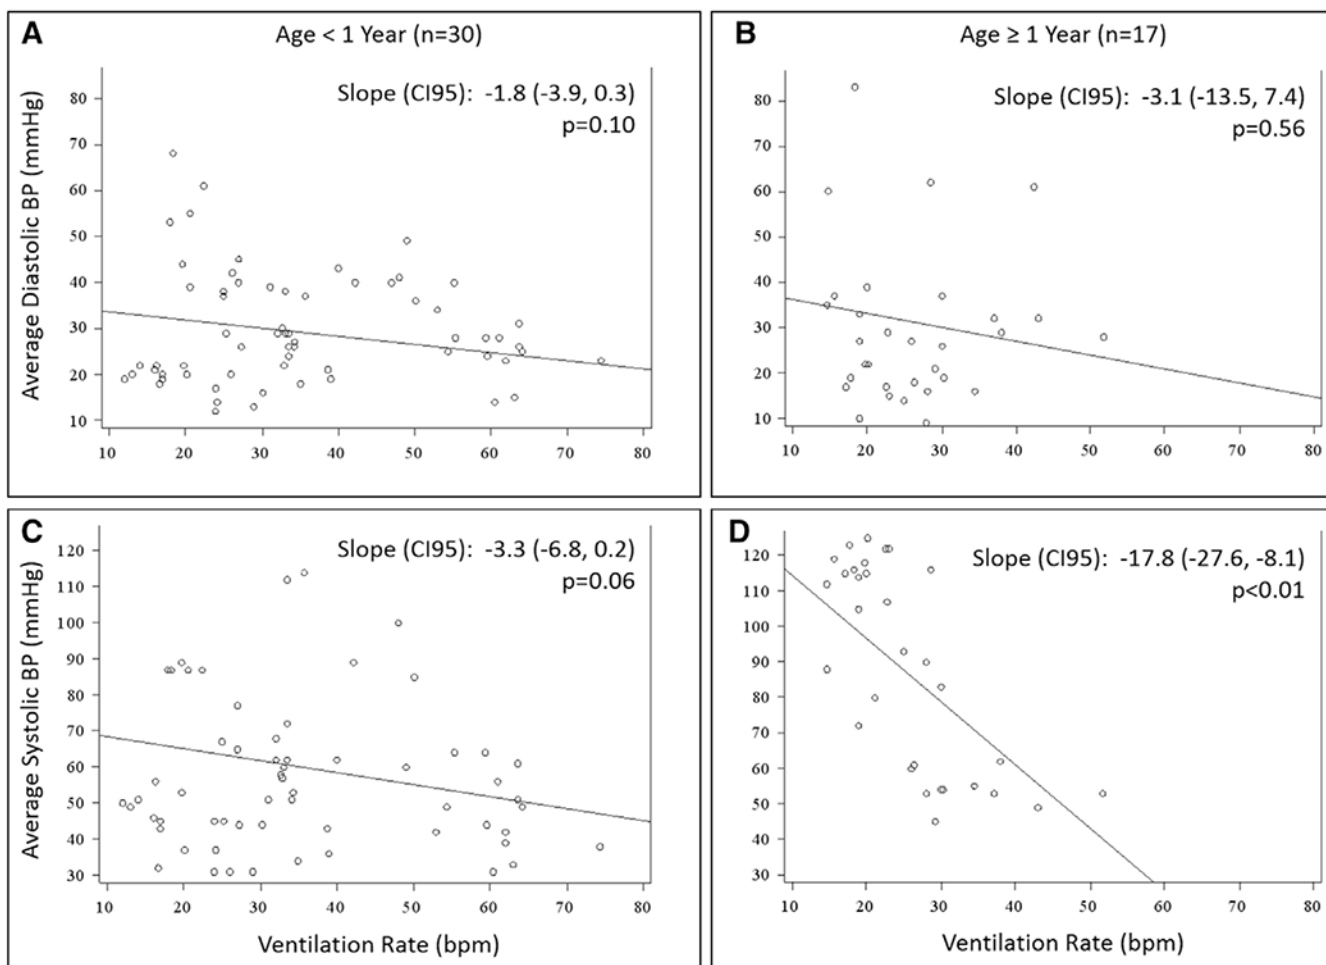 A
Age < 1 Year (n=30)
Slope (CI95): -1.8 (-3.9, 0.3)
p=0.10
Average Diastolic BP (mmHg)
80
70
60
50
40
30
20
10
10 20 30 40 50 60 70 80
B
Age ≥ 1 Year (n=17)
Slope (CI95): -3.1 (-13.5, 7.4)
p=0.56
80
70
60
50
40
30
20
10
10 20 30 40 50 60 70 80
C
Slope (CI95): -3.3 (-6.8, 0.2)
p=0.06
Average Systolic BP (mmHg)
120
110
100
90
80
70
60
50
40
30
10 20 30 40 50 60 70 80
Ventilation Rate (bpm)
D
Slope (CI95): -17.8 (-27.6, -8.1)
p<0.01
120
110
100
90
80
70
60
50
40
30
10 20 30 40 50 60 70 80
Ventilation Rate (bpm)